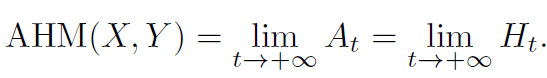 AHM(X, Y) = lim_{t→+∞} A_t = lim_{t→+∞} H_t.